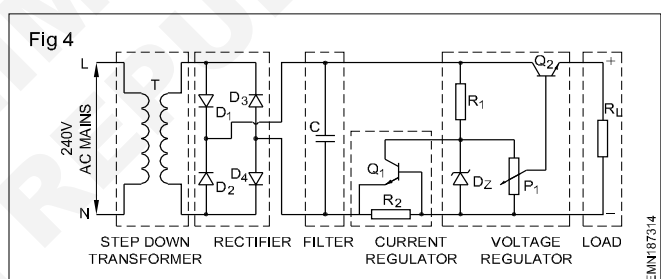 Fig 4
L
240V
AC MAINS
N
T
D1
D2
D3
D4
C
Q1
R2
R1
DZ
P1
Q2
RL
+
–
STEP DOWN
TRANSFORMER
RECTIFIER
FILTER
CURRENT
REGULATOR
VOLTAGE
REGULATOR
LOAD
EMN187314
REPU